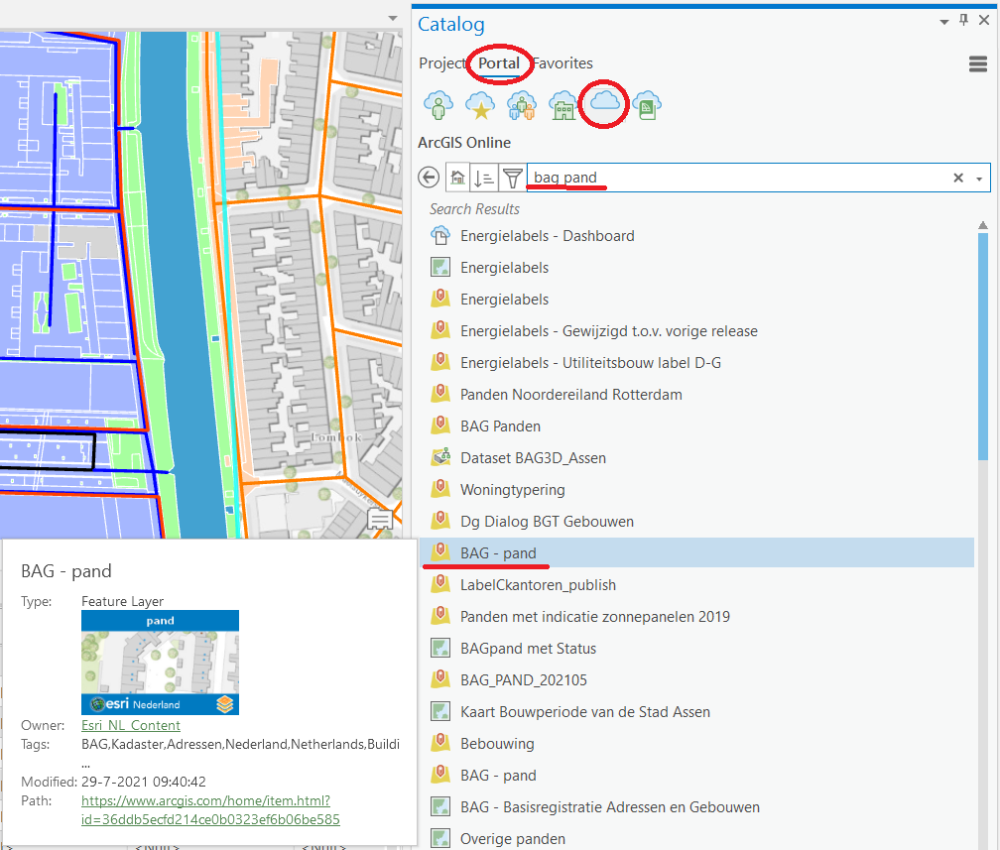 Catalog
Project Portal Favorites
ArcGIS Online
bag pand
Search Results
Energielabels - Dashboard
Energielabels
Energielabels
Energielabels - Gewijzigd t.o.v. vorige release
Energielabels - Utiliteitsbouw label D-G
Panden Noordereiland Rotterdam
BAG Panden
Dataset BAG3D_Assen
Woningtypering
Dg Dialog BGT Gebouwen
BAG - pand
LabelCkantoren_publish
Panden met indicatie zonnepanelen 2019
BAGpand met Status
BAG_PAND_202105
Kaart Bouwperiode van de Stad Assen
Bebouwing
BAG - pand
BAG - Basisregistratie Adressen en Gebouwen
Overige panden
Lombok
BAG - pand
Type: Feature Layer
pand
esri Nederland
Owner: Esri_NL_Content
Tags: BAG,Kadaster,Adressen,Nederland,Netherlands,Buildi
...
Modified: 29-7-2021 09:40:42
Path: https://www.arcgis.com/home/item.html?
id=36ddb5ecfd214ce0b0323ef6b06be585